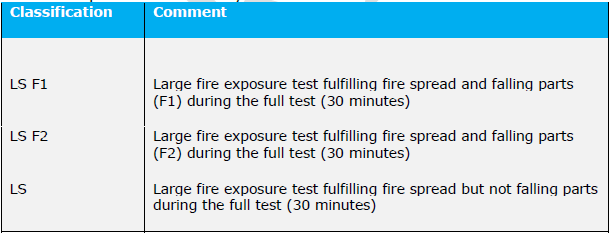 Classification Comment
LS F1 Large fire exposure test fulfilling fire spread and falling parts
(F1) during the full test (30 minutes)
LS F2 Large fire exposure test fulfilling fire spread and falling parts
(F2) during the full test (30 minutes)
LS Large fire exposure test fulfilling fire spread but not falling parts
during the full test (30 minutes)